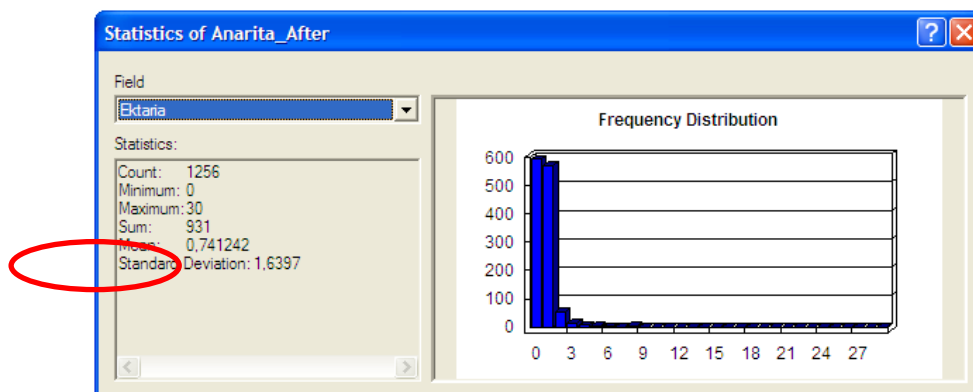 Statistics of Anarita_After
Field
Ektaria
Statistics:
Count: 1256
Minimum: 0
Maximum: 30
Sum: 931
Mean: 0,741242
Standard Deviation: 1,6397
Frequency Distribution
600
500
400
300
200
100
0
0 3 6 9 12 15 18 21 24 27